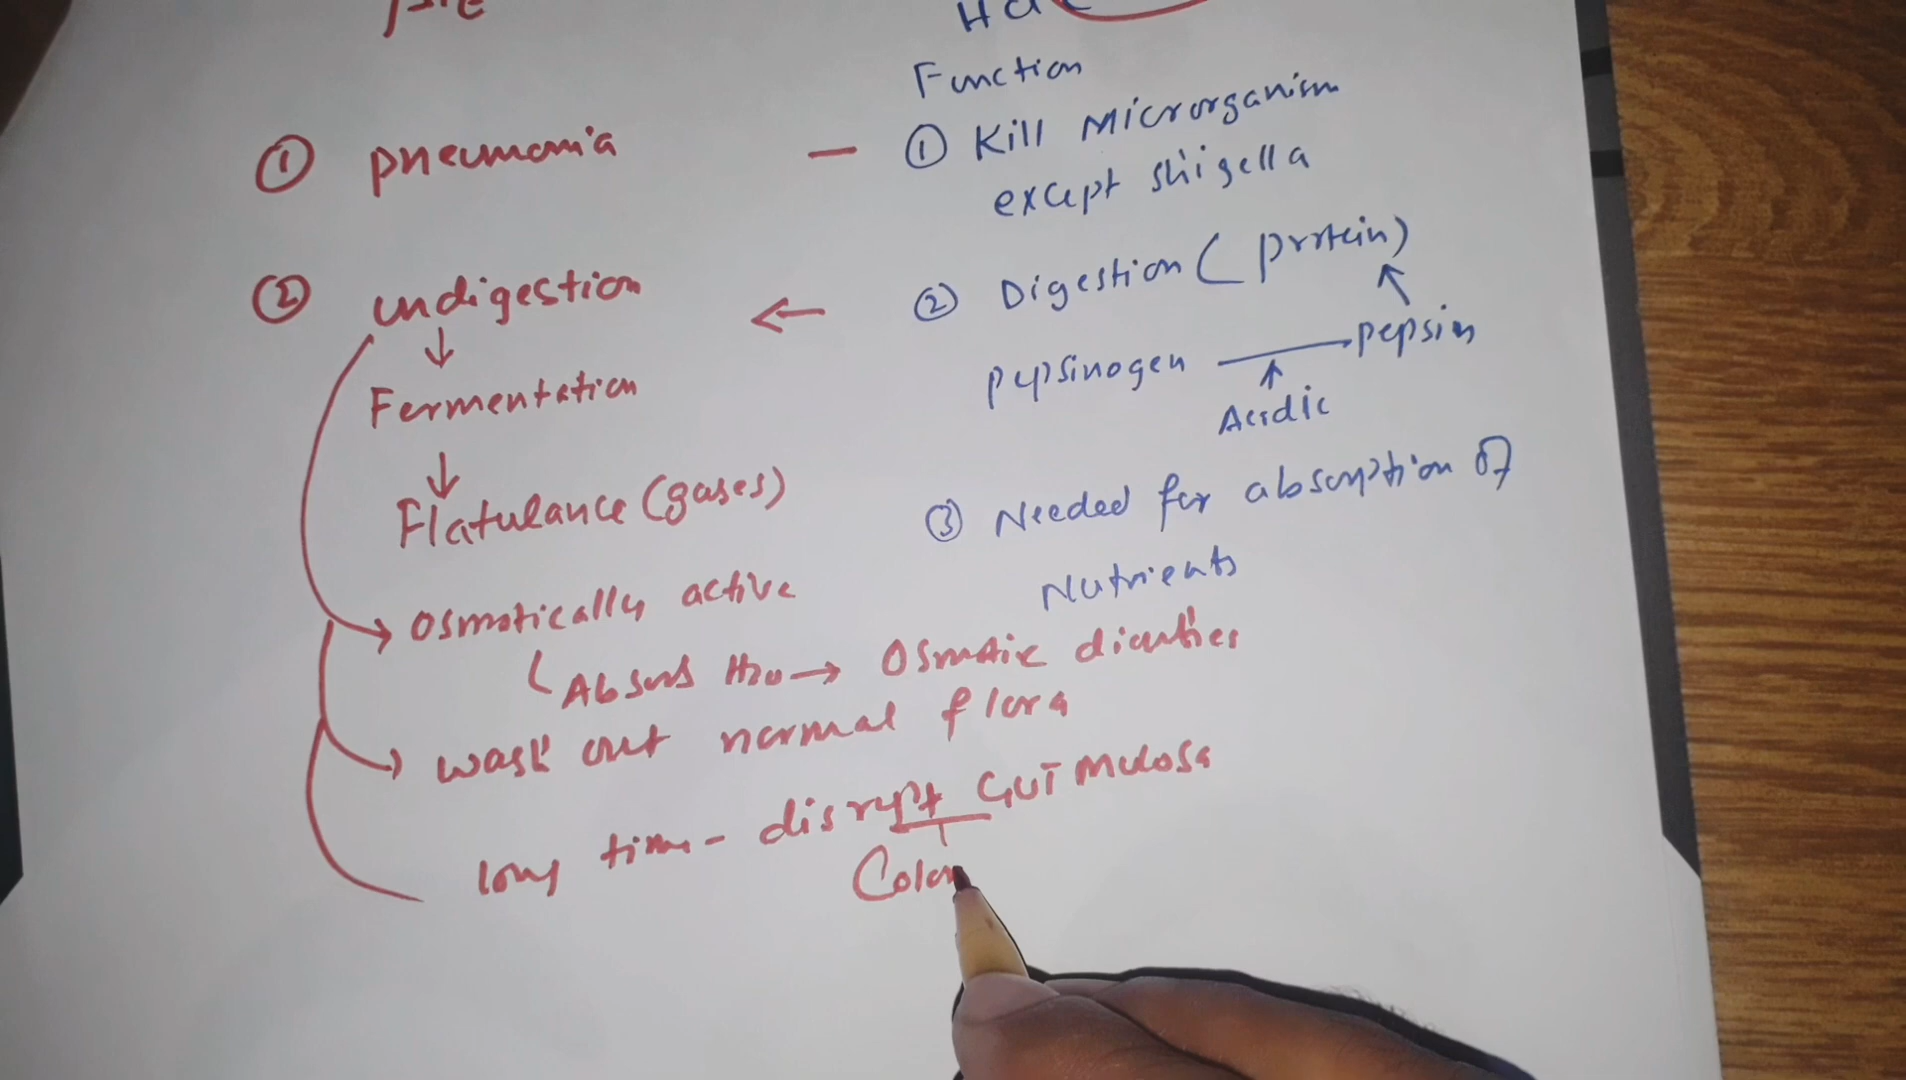 HCl
Function
① pneumonia
— ① Kill Microrganism
except shigella
② undigestion
← ② Digestion (protein)
↓
Fermentation
pepsinogen → pepsin
↑
Acidic
↓
Flatulance (gases)
③ Needed for absorption of
Nutrients
→ Osmotically active
Absorb H2O → Osmotic
→ wash out normal flora
long time - disrupt GUT Mucosa
Colon